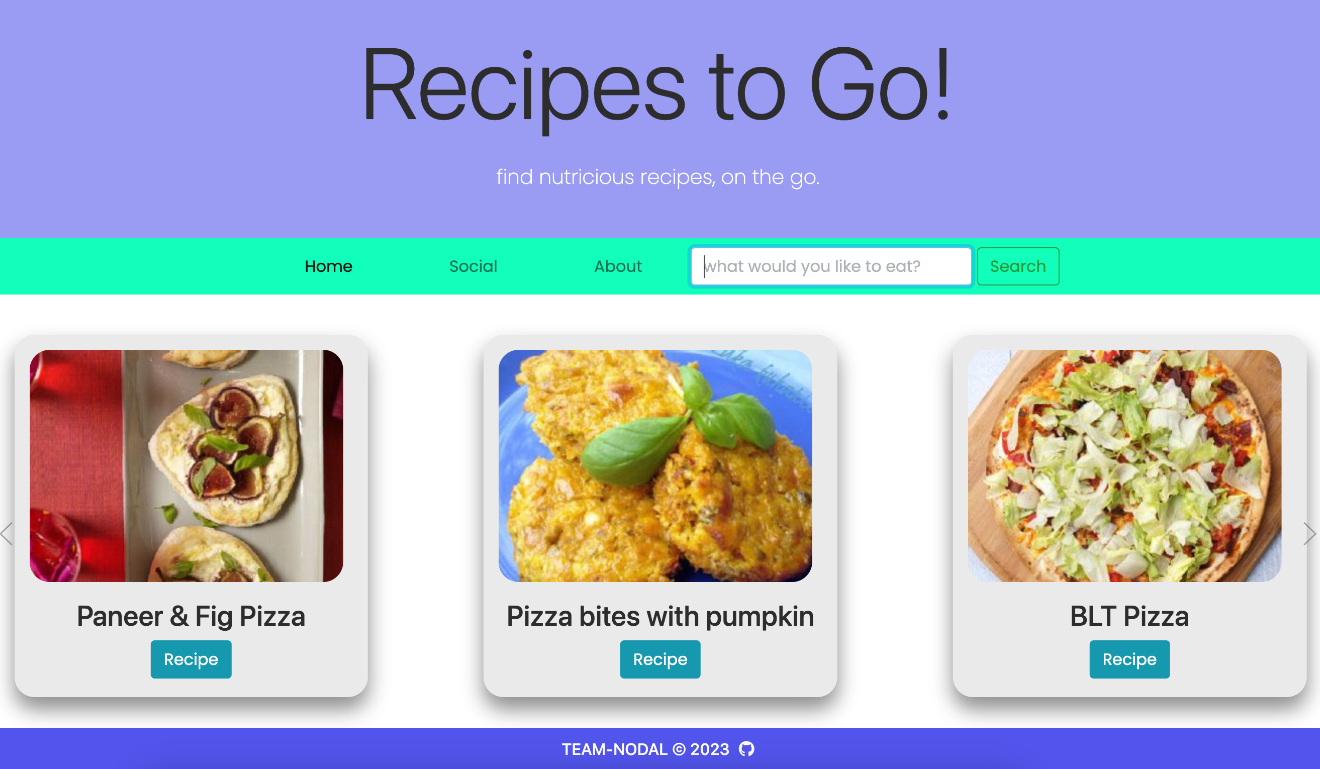 Recipes to Go!
find nutricious recipes, on the go.
Home Social About what would you like to eat? Search
Paneer & Fig Pizza Pizza bites with pumpkin BLT Pizza
Recipe Recipe Recipe
TEAM-NODAL © 2023